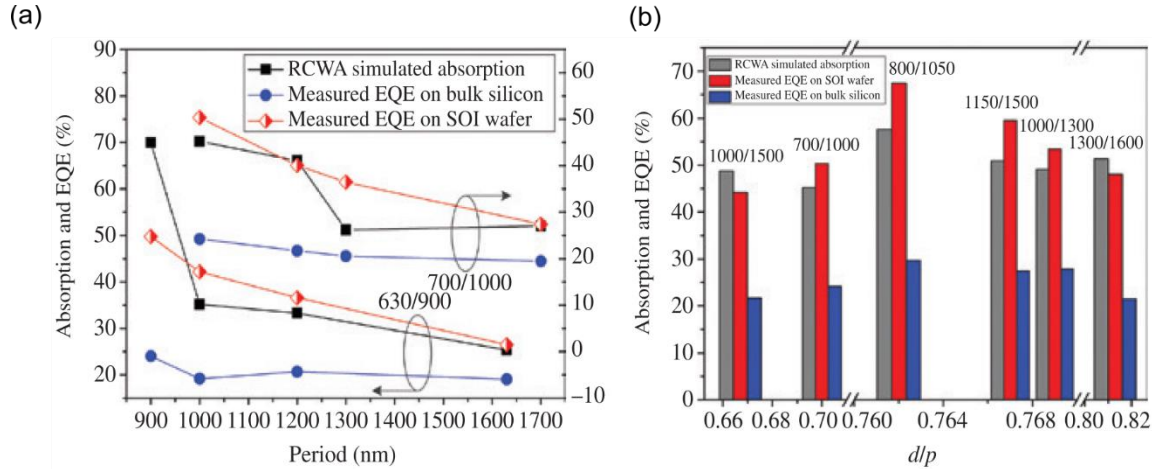 (a)
90
80
70
60
50
40
30
20
Absorption and EQE (%)
RCWA simulated absorption
Measured EQE on bulk silicon
Measured EQE on SOI wafer
60
50
40
30
20
10
0
–10
700/1000
630/900
900 1000 1100 1200 1300 1400 1500 1600 1700
Period (nm)
(b)
70
60
50
40
30
20
10
0
Absorption and EQE (%)
RCWA simulated absorption
Measured EQE on SOI wafer
Measured EQE on bulk silicon
1000/1500
700/1000
800/1050
1150/1500
1000/1300
1300/1600
0.66 0.68 0.70 0.760 0.764 0.768 0.80 0.82
d/p